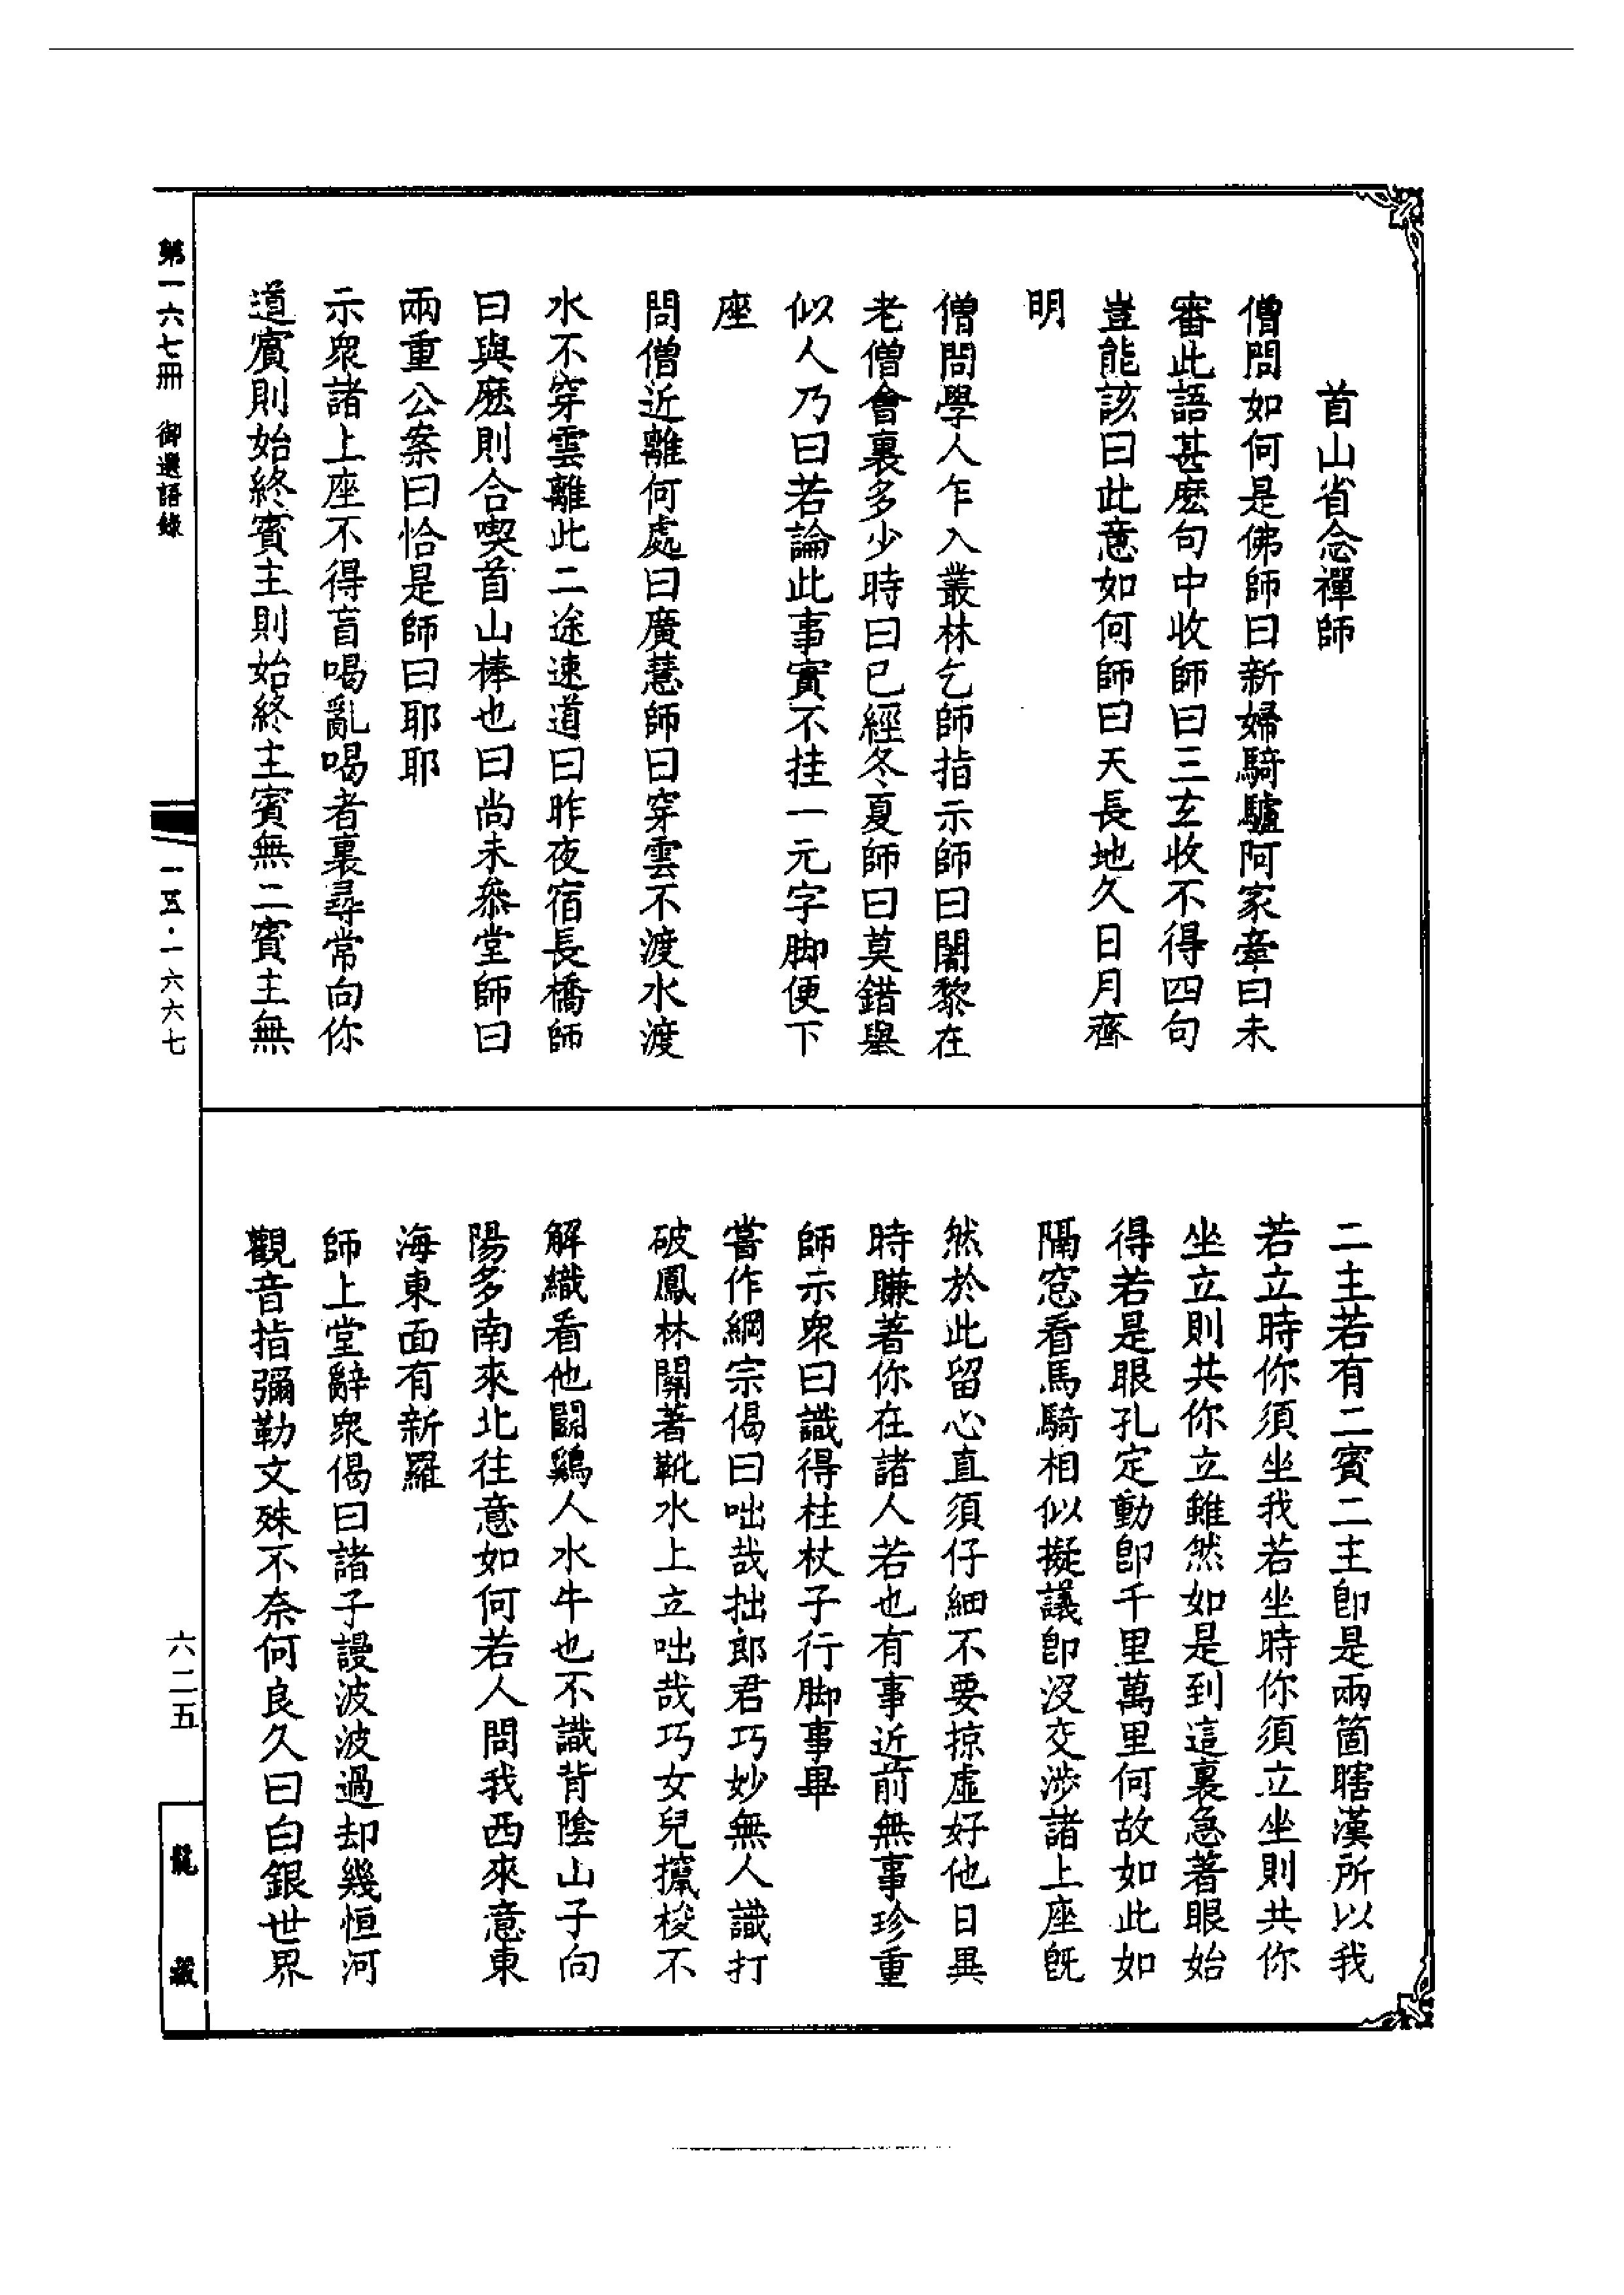 首山省念禪師
僧問如何是佛師曰新婦騎驢阿家牽曰未
審此語甚麽句中收師曰三玄收不得四句
豈能該曰此意如何師曰天長地久日月齊
明
僧問學人乍入叢林乞師指示師曰闍黎在
老僧會裏多少時曰已經冬夏師曰莫錯舉
似人乃曰若論此事實不挂一元字脚便下
座
問僧近離何處曰廣慧師曰穿雲不渡水渡
水不穿雲離此二途速道曰昨夜宿長橋師
曰與麽則合喫首山棒也曰尚未叅堂師曰
兩重公案曰恰是師曰耶耶
示衆諸上座不得盲喝亂喝者裏尋常向你
道賓則始終賓主則始終主賓無二賓主無
二主若有二賓二主卽是兩箇瞎漢所以我
若立時你須坐我若坐時你須立坐則共你
坐立則共你立雖然如是到這裏急著眼始
得若是眼孔定動卽千里萬里何故如此如
隔窓看馬騎相似擬議卽沒交涉諸上座旣
然於此留心直須仔細不要掠虛好他日異
時賺著你在諸人若也有事近前無事珍重
師示衆曰識得柱杖子行脚事畢
嘗作綱宗偈曰咄哉拙郎君巧妙無人識打
破鳳林關著靴水上立咄哉巧女兒攛梭不
解織看他鬭鷄人水牛也不識背陰山子向
陽多南來北往意如何若人問我西來意東
海東面有新羅
師上堂辭衆偈曰諸子謾波波過却幾恒河
觀音指彌勒文殊不奈何良久曰白銀世界
第一六七冊 御選語錄
一五·一六六七
六二五
龍藏